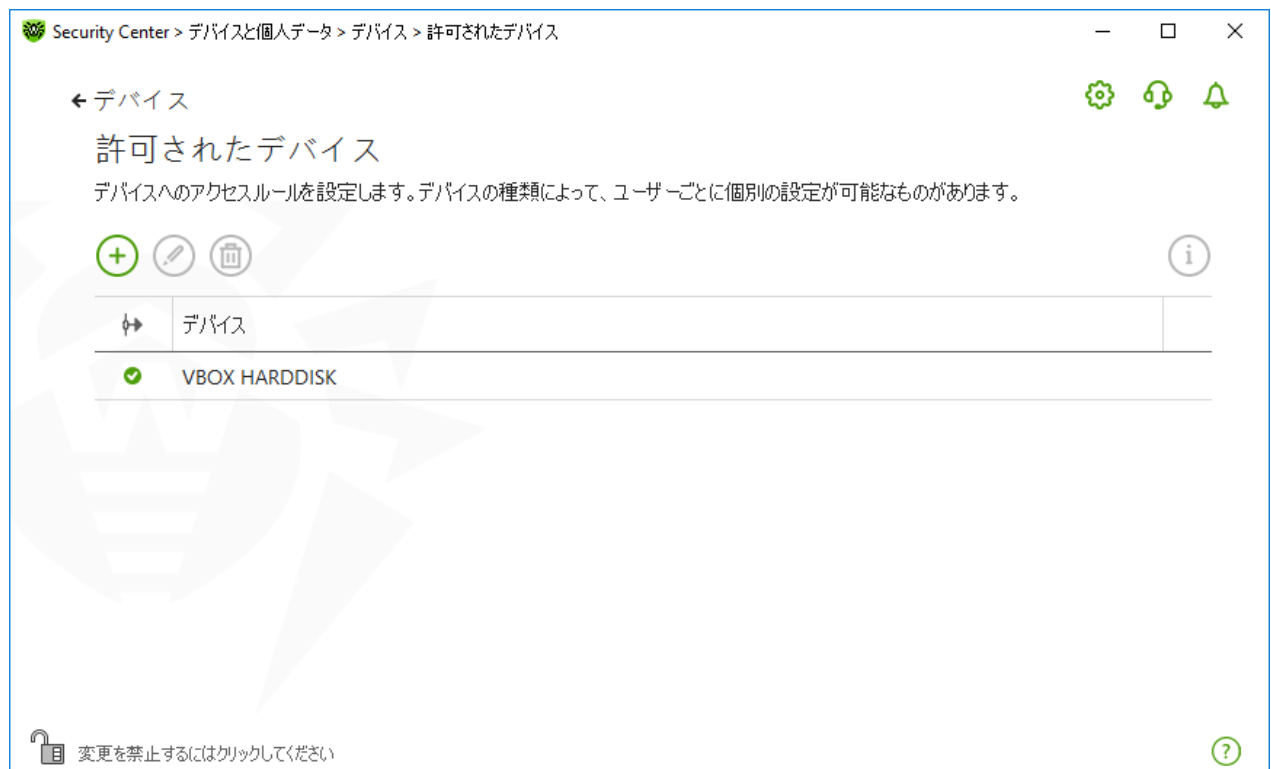 Security Center > デバイスと個人データ > デバイス > 許可されたデバイス
デバイス
許可されたデバイス
デバイスへのアクセスルールを設定します。デバイスの種類によって、ユーザーごとに個別の設定が可能なものがあります。
デバイス
VBOX HARDDISK
変更を禁止するにはクリックしてください